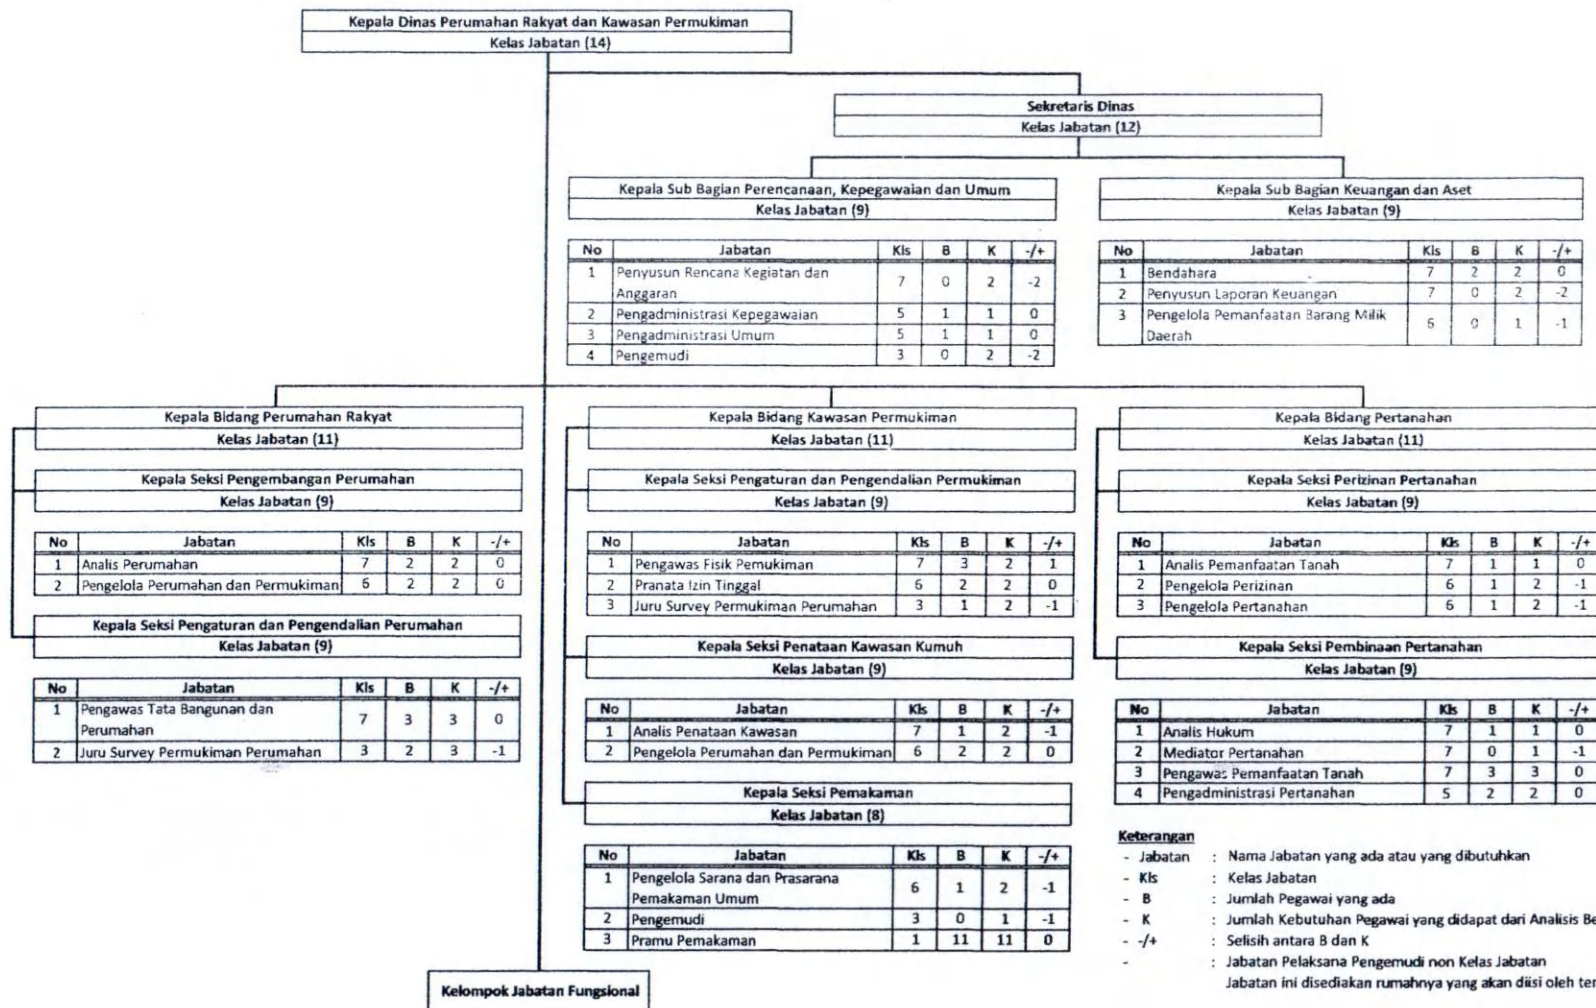 Kepala Dinas Perumahan Rakyat dan Kawasan Permukiman
Kelas Jabatan (14)
Sekretaris Dinas
Kelas Jabatan (12)
Kepala Sub Bagian Perencanaan, Kepegawaian dan Umum
Kelas Jabatan (9)
No Jabatan Kls B K -/+
1 Penyusun Rencana Kegiatan dan
Anggaran 7 0 2 -2
2 Pengadministrasi Kepegawaian 5 1 1 0
3 Pengadministrasi Umum 5 1 1 0
4 Pengemudi 3 0 2 -2
Kepala Sub Bagian Keuangan dan Aset
Kelas Jabatan (9)
No Jabatan Kls B K -/+
1 Bendahara 7 2 2 0
2 Penyusun Laporan Keuangan 7 0 2 -2
3 Pengelola Pemanfaatan Barang Milik
Daerah 6 0 1 -1
Kepala Bidang Perumahan Rakyat
Kelas Jabatan (11)
Kepala Seksi Pengembangan Perumahan
Kelas Jabatan (9)
No Jabatan Kls B K -/+
1 Analis Perumahan 7 2 2 0
2 Pengelola Perumahan dan Permukiman 6 2 2 0
Kepala Seksi Pengaturan dan Pengendalian Perumahan
Kelas Jabatan (9)
No Jabatan Kls B K -/+
1 Pengawas Tata Bangunan dan
Perumahan 7 3 3 0
2 Juru Survey Permukiman Perumahan 3 2 3 -1
Kepala Bidang Kawasan Permukiman
Kelas Jabatan (11)
Kepala Seksi Pengaturan dan Pengendalian Permukiman
Kelas Jabatan (9)
No Jabatan Kls B K -/+
1 Pengawas Fisik Pemukiman 7 3 2 1
2 Pranata Izin Tinggal 6 2 2 0
3 Juru Survey Permukiman Perumahan 3 1 2 -1
Kepala Seksi Penataan Kawasan Kumuh
Kelas Jabatan (9)
No Jabatan Kls B K -/+
1 Analis Penataan Kawasan 7 1 2 -1
2 Pengelola Perumahan dan Permukiman 6 2 2 0
Kepala Seksi Pemakaman
Kelas Jabatan (8)
No Jabatan Kls B K -/+
1 Pengelola Sarana dan Prasarana
Pemakaman Umum 6 1 2 -1
2 Pengemudi 3 0 1 -1
3 Pramu Pemakaman 1 11 11 0
Kepala Bidang Pertanahan
Kelas Jabatan (11)
Kepala Seksi Perizinan Pertanahan
Kelas Jabatan (9)
No Jabatan Kls B K -/+
1 Analis Pemanfaatan Tanah 7 1 1 0
2 Pengelola Perizinan 6 1 2 -1
3 Pengelola Pertanahan 6 1 2 -1
Kepala Seksi Pembinaan Pertanahan
Kelas Jabatan (9)
No Jabatan Kls B K -/+
1 Analis Hukum 7 1 1 0
2 Mediator Pertanahan 7 0 1 -1
3 Pengawas Pemanfaatan Tanah 7 3 3 0
4 Pengadministrasi Pertanahan 5 2 2 0
Keterangan
- Jabatan : Nama Jabatan yang ada atau yang dibutuhkan
- Kls : Kelas Jabatan
- B : Jumlah Pegawai yang ada
- K : Jumlah Kebutuhan Pegawai yang didapat dari Analisis Be
- -/+ : Selisih antara B dan K
- : Jabatan Pelaksana Pengemudi non Kelas Jabatan
Jabatan ini disediakan rumahnya yang akan diisi oleh ter
Kelompok Jabatan Fungsional